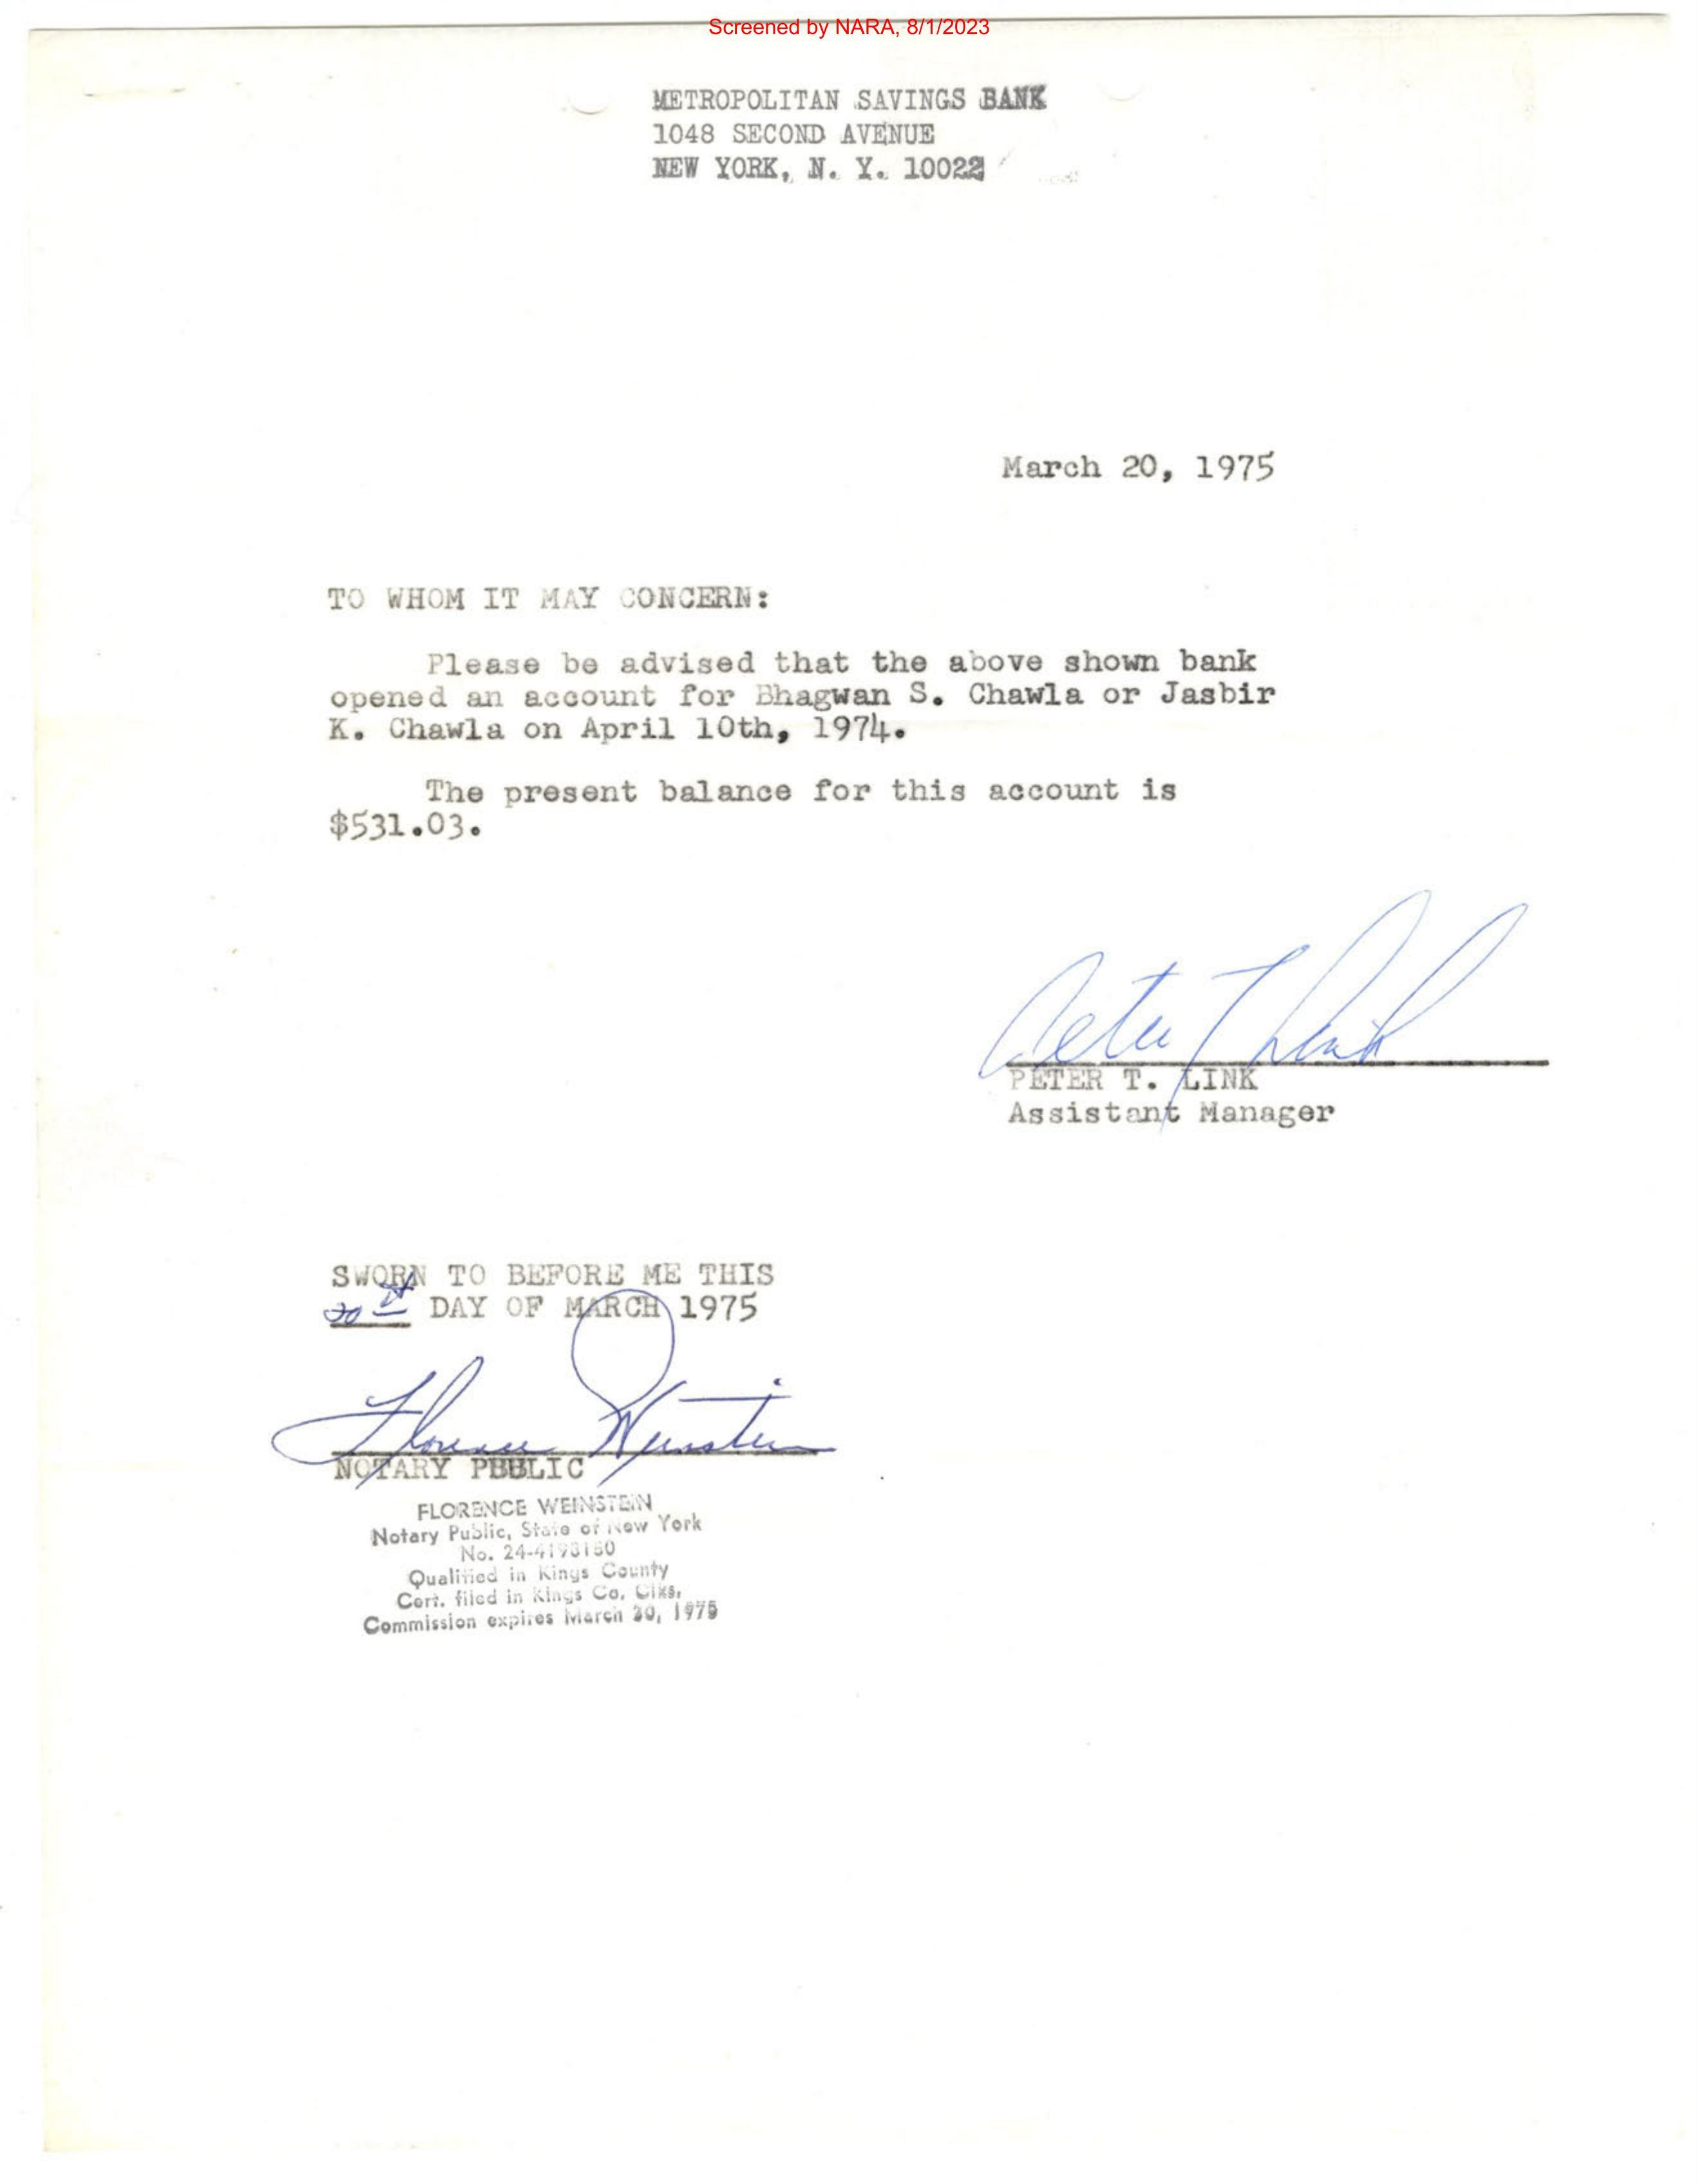 Screened by NARA, 8/1/2023
METROPOLITAN SAVINGS BANK
1048 SECOND AVENUE
NEW YORK, N. Y. 10022
March 20, 1975
TO WHOM IT MAY CONCERN:
Please be advised that the above shown bank
opened an account for Bhagwan S. Chawla or Jasbir
K. Chawla on April 10th, 1974.
The present balance for this account is
$531.03.
Peter T Link
PETER T. LINK
Assistant Manager
SWORN TO BEFORE ME THIS
20th DAY OF MARCH 1975
Florence Weinstein
NOTARY PBBLIC
FLORENCE WEINSTEIN
Notary Public, State of New York
No. 24-4193150
Qualified in Kings County
Cert. filed in Kings Co. Clks.
Commission expires March 30, 1975